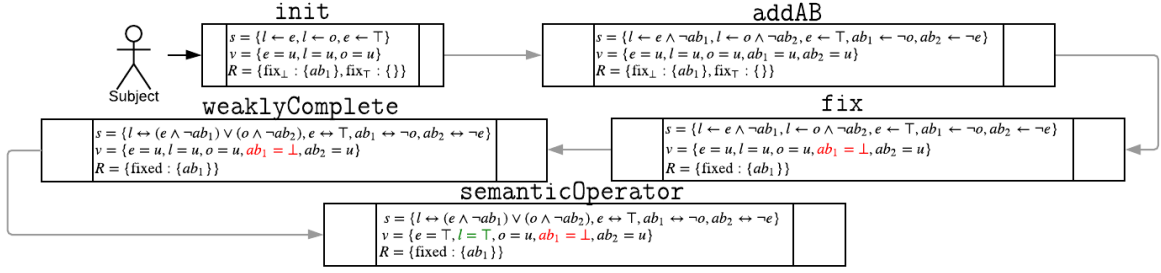 init
s = {l ← e, l ← o, e ← ⊤}
v = {e = u, l = u, o = u}
R = {fix⊥ : {ab₁}, fix⊤ : {}}
Subject
addAB
s = {l ← e ∧ ¬ab₁, l ← o ∧ ¬ab₂, e ← ⊤, ab₁ ← ¬o, ab₂ ← ¬e}
v = {e = u, l = u, o = u, ab₁ = u, ab₂ = u}
R = {fix⊥ : {ab₁}, fix⊤ : {}}
fix
s = {l ← e ∧ ¬ab₁, l ← o ∧ ¬ab₂, e ← ⊤, ab₁ ← ¬o, ab₂ ← ¬e}
v = {e = u, l = u, o = u, ab₁ = ⊥, ab₂ = u}
R = {fixed : {ab₁}}
weaklyComplete
s = {l ↔ (e ∧ ¬ab₁) ∨ (o ∧ ¬ab₂), e ↔ ⊤, ab₁ ↔ ¬o, ab₂ ↔ ¬e}
v = {e = u, l = u, o = u, ab₁ = ⊥, ab₂ = u}
R = {fixed : {ab₁}}
semanticOperator
s = {l ↔ (e ∧ ¬ab₁) ∨ (o ∧ ¬ab₂), e ↔ ⊤, ab₁ ↔ ¬o, ab₂ ↔ ¬e}
v = {e = ⊤, l = ⊤, o = u, ab₁ = ⊥, ab₂ = u}
R = {fixed : {ab₁}}